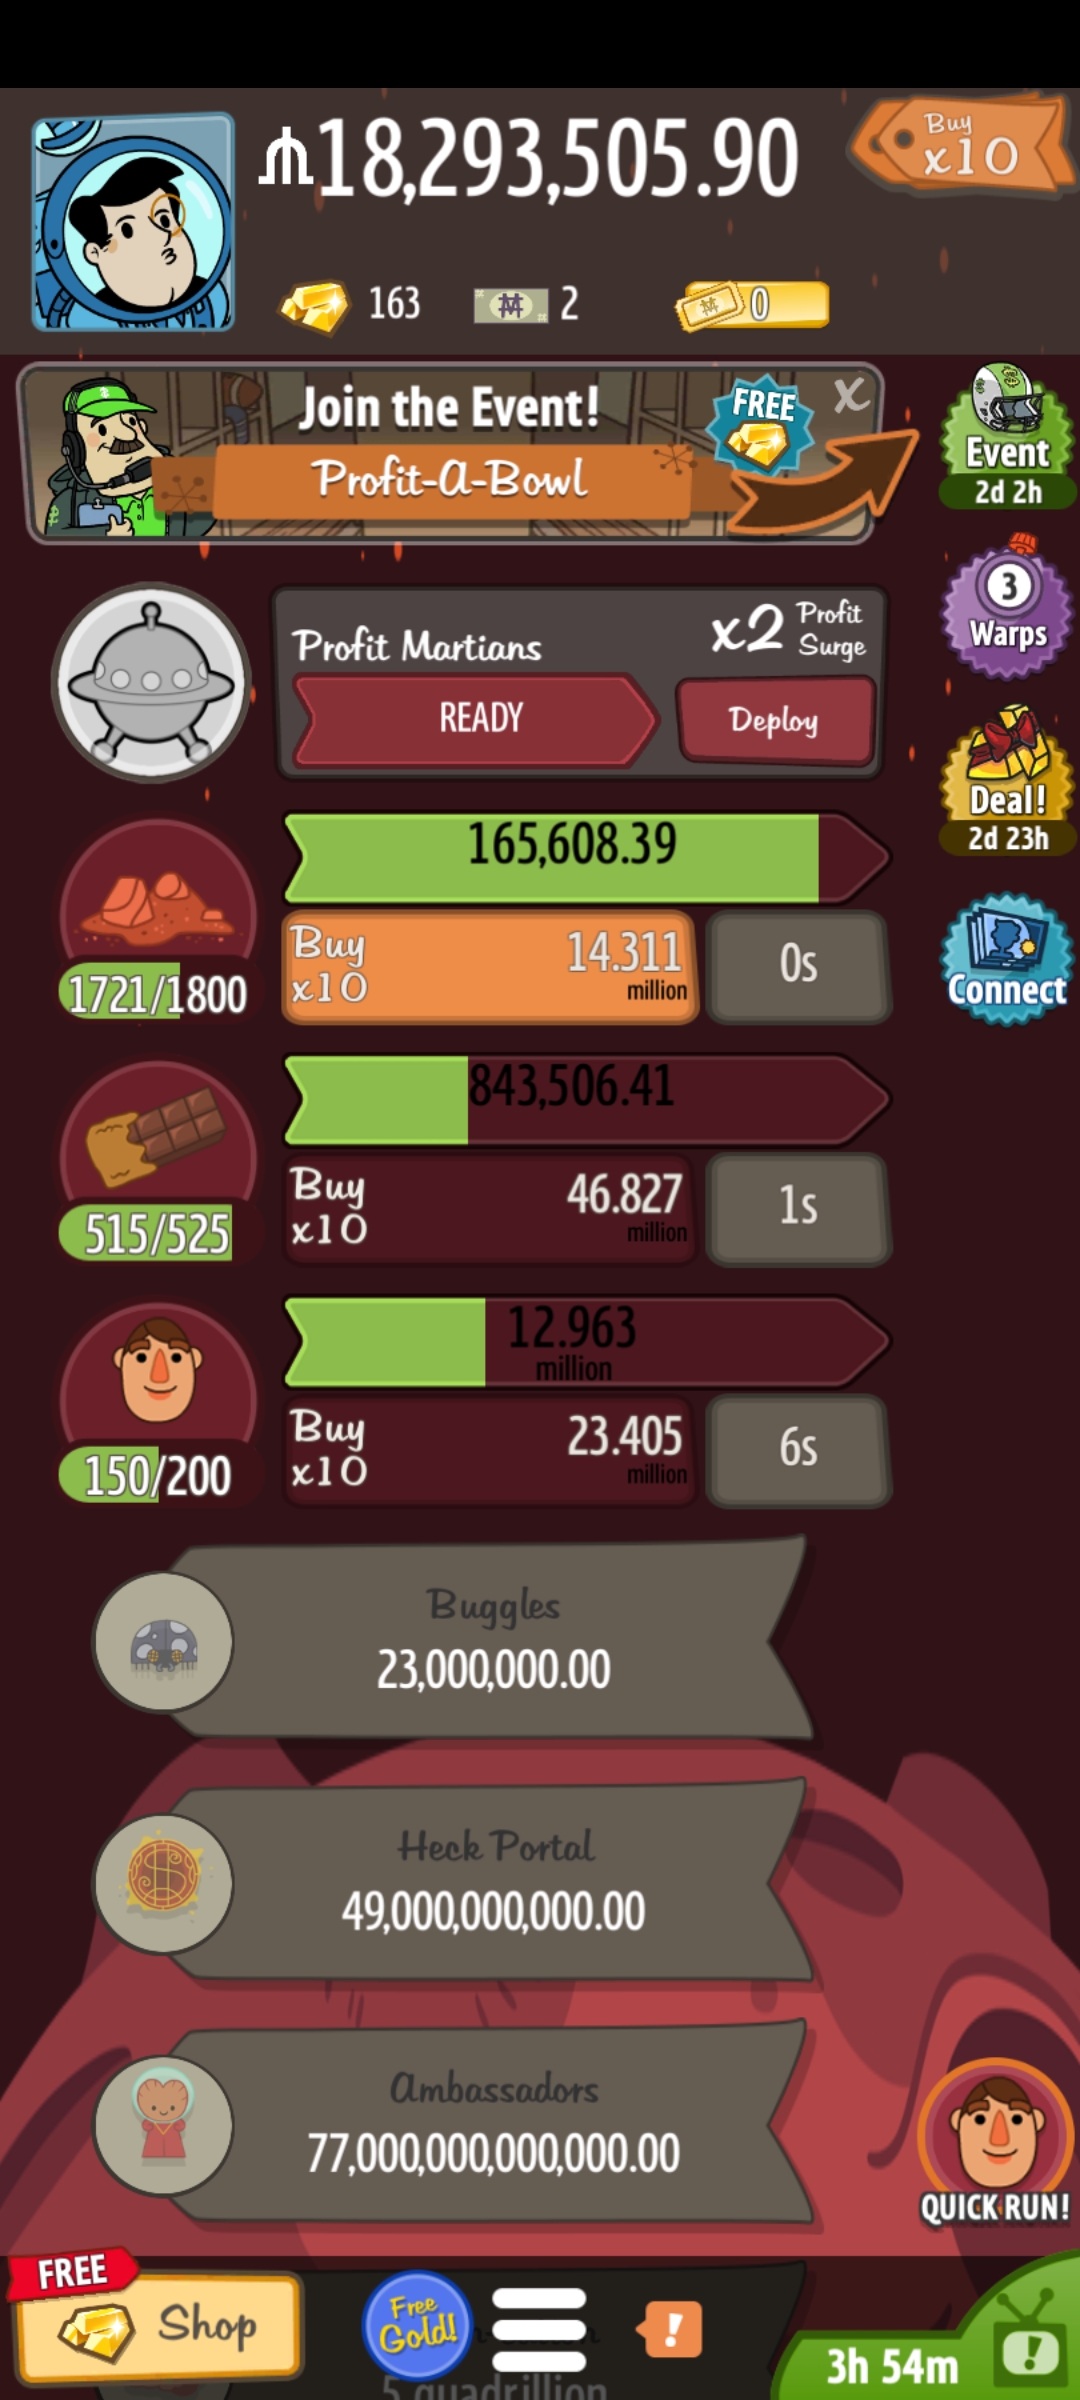 18,293,505.90
Buy
x10
163
2
0
Join the Event!
Profit-A-Bowl
FREE
X
Event
2d 2h
3
Warps
Profit Martians
x2 Profit
Surge
READY
Deploy
Deal!
2d 23h
165,608.39
1721/1800
Buy
x10
14.311
million
0s
Connect
843,506.41
515/525
Buy
x10
46.827
million
1s
12.963
million
150/200
Buy
x10
23.405
million
6s
Buggles
23,000,000.00
Heck Portal
49,000,000,000.00
Ambassadors
77,000,000,000,000.00
QUICK RUN!
FREE
Shop
Free
Gold!
!
5 quadrillion
3h 54m
!